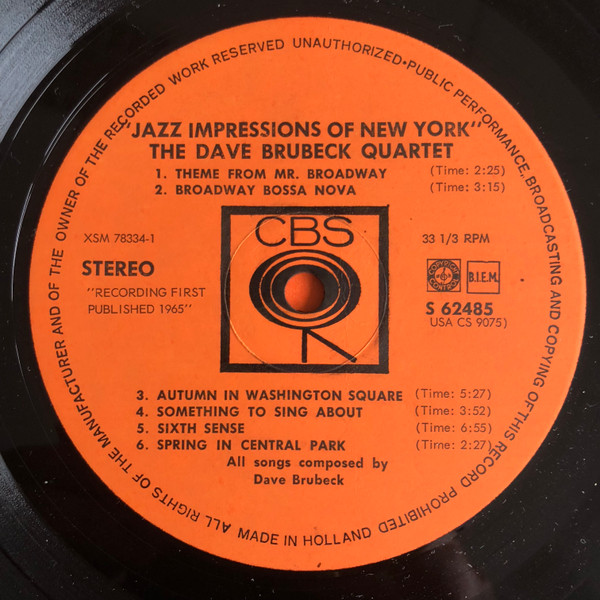 "JAZZ IMPRESSIONS OF NEW YORK"
THE DAVE BRUBECK QUARTET
1. THEME FROM MR. BROADWAY (Time: 2:25)
2. BROADWAY BOSSA NOVA (Time: 3:15)
CBS
XSM 78334-1
33 1/3 RPM
STEREO
B.I.E.M.
"RECORDING FIRST
PUBLISHED 1965"
S 62485
USA CS 9075)
3. AUTUMN IN WASHINGTON SQUARE (Time: 5:27)
4. SOMETHING TO SING ABOUT (Time: 3:52)
5. SIXTH SENSE (Time: 6:55)
6. SPRING IN CENTRAL PARK (Time: 2:27)
All songs composed by
Dave Brubeck
ALL RIGHTS OF THE MANUFACTURER AND OF THE OWNER OF THE RECORDED WORK RESERVED UNAUTHORIZED•PUBLIC PERFORMANCE, BROADCASTING AND COPYING OF THIS RECORD PROHIBITED
MADE IN HOLLAND